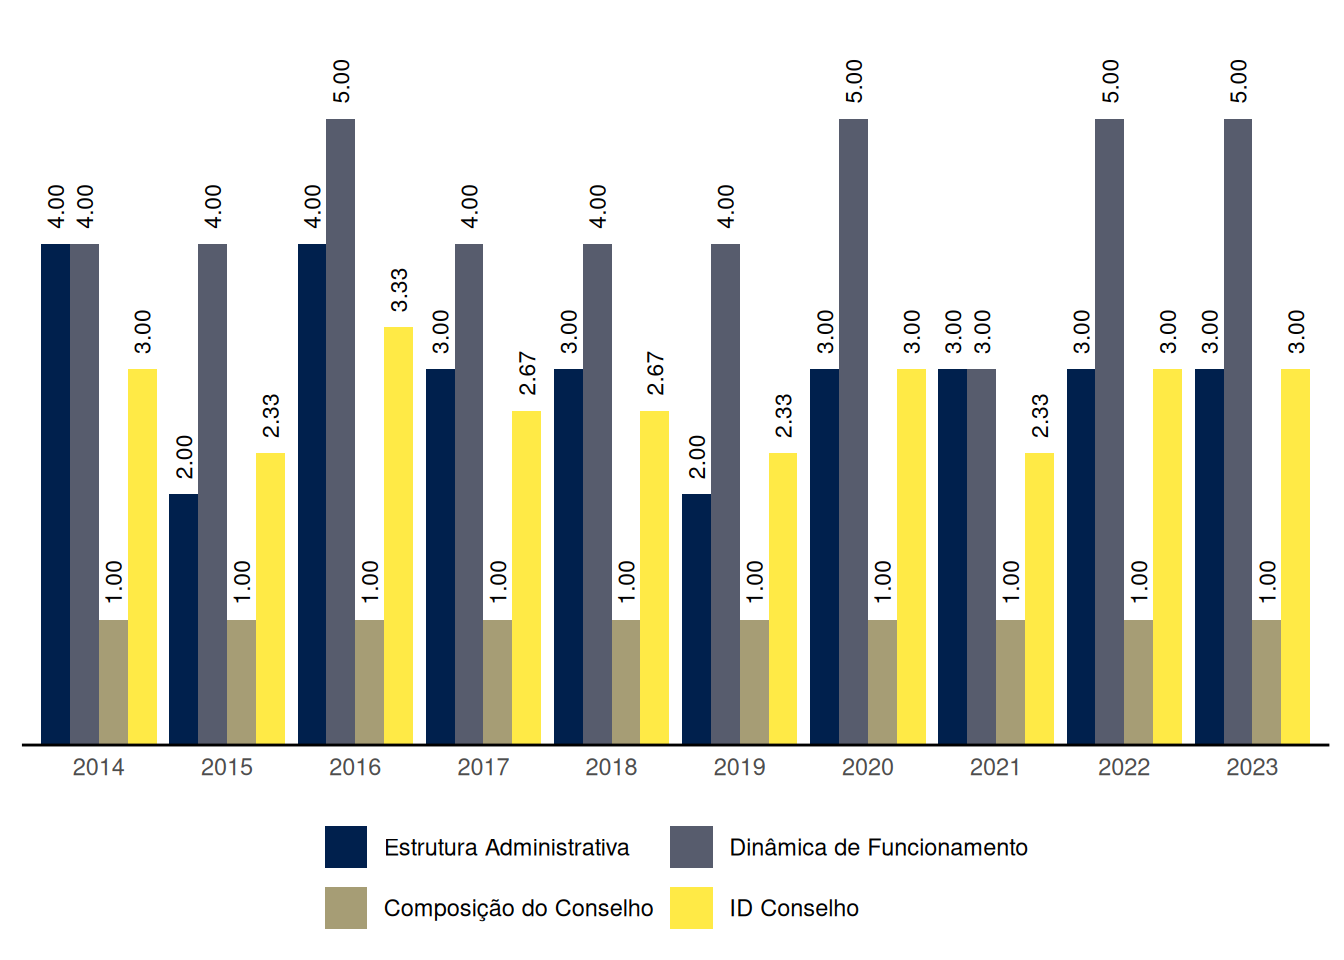 4.00 4.00 1.00 3.00
2.00 4.00 1.00 2.33
4.00 5.00 1.00 3.33
3.00 4.00 1.00 2.67
3.00 4.00 1.00 2.67
2.00 4.00 1.00 2.33
3.00 5.00 1.00 3.00
3.00 3.00 1.00 2.33
3.00 5.00 1.00 3.00
3.00 5.00 1.00 3.00
2014 2015 2016 2017 2018 2019 2020 2021 2022 2023
Estrutura Administrativa Dinâmica de Funcionamento
Composição do Conselho ID Conselho